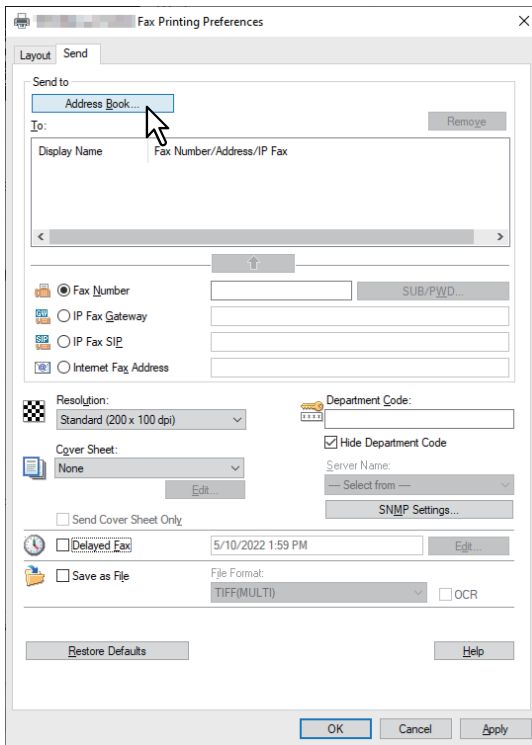 Fax Printing Preferences
Layout Send
Send to
Address Book...
To: Remove
Display Name Fax Number/Address/IP Fax
Fax Number SUB/PWD...
IP Fax Gateway
IP Fax SIP
Internet Fax Address
Resolution: Department Code:
Standard (200 x 100 dpi)
Hide Department Code
Cover Sheet: Server Name:
None — Select from —
Edit...
SNMP Settings...
Send Cover Sheet Only
Delayed Fax 5/10/2022 1:59 PM Edit...
Save as File File Format:
TIFF(MULTI) OCR
Restore Defaults Help
OK Cancel Apply